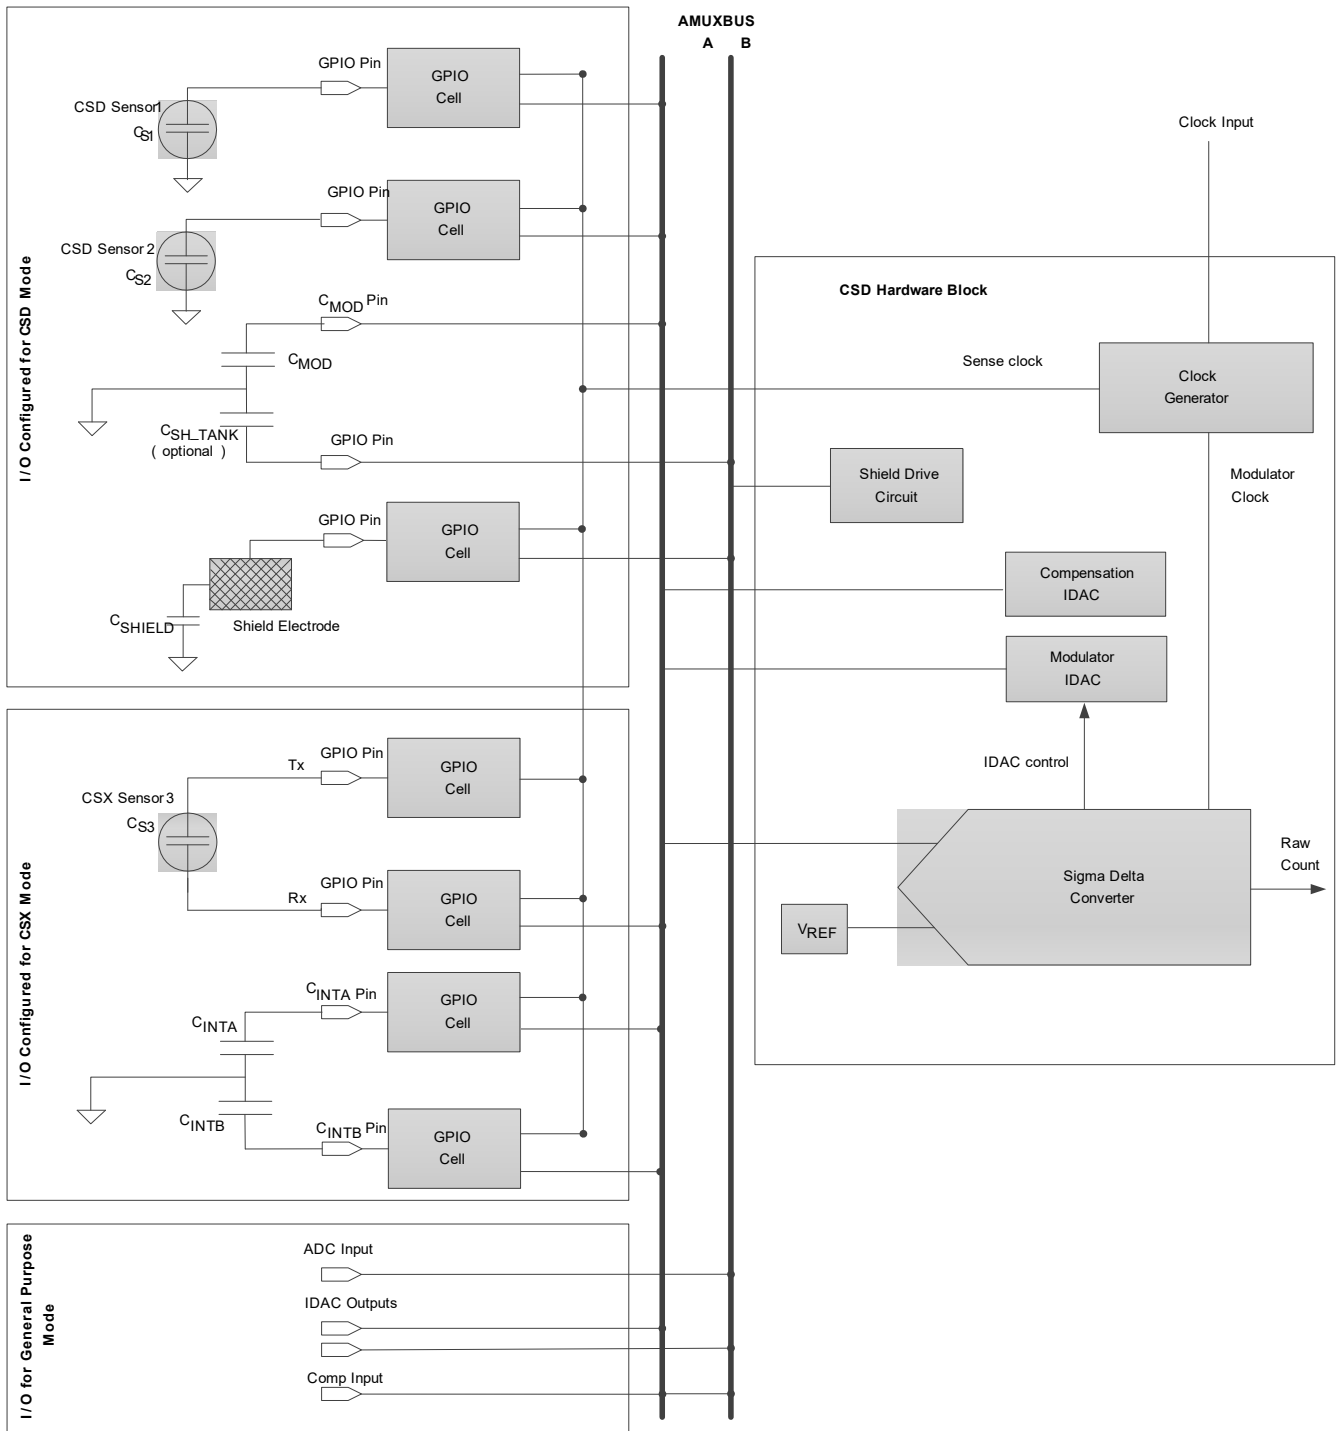 AMUXBUS
A B
I/O Configured for CSD Mode
GPIO Pin
GPIO
Cell
CSD Sensor1
CS1
GPIO Pin
GPIO
Cell
CSD Sensor 2
CS2
CMOD Pin
CMOD
CSH_TANK
( optional )
GPIO Pin
GPIO Pin
GPIO
Cell
CSHIELD
Shield Electrode
I/O Configured for CSX Mode
Tx
GPIO Pin
GPIO
Cell
CSX Sensor 3
CS3
Rx
GPIO Pin
GPIO
Cell
CINTA Pin
GPIO
Cell
CINTA
CINTB
CINTB Pin
GPIO
Cell
I/O for General Purpose
Mode
ADC Input
IDAC Outputs
Comp Input
Clock Input
CSD Hardware Block
Sense clock
Clock
Generator
Shield Drive
Circuit
Modulator
Clock
Compensation
IDAC
Modulator
IDAC
IDAC control
Sigma Delta
Converter
VREF
Raw
Count